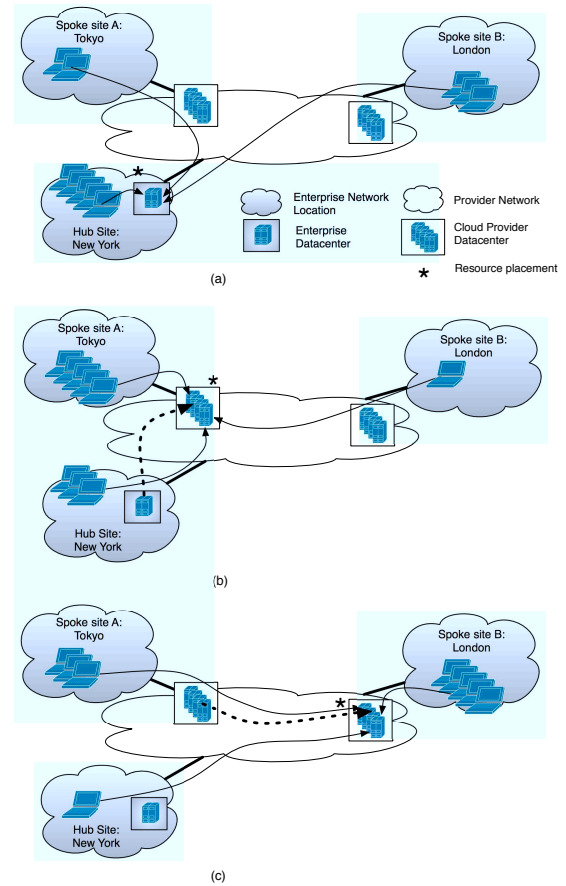 Spoke site A:
Tokyo
Spoke site B:
London
*
Hub Site:
New York
Enterprise Network
Location
Provider Network
Enterprise
Datacenter
Cloud Provider
Datacenter
* Resource placement
(a)
Spoke site A:
Tokyo
Spoke site B:
London
*
Hub Site:
New York
(b)
Spoke site A:
Tokyo
Spoke site B:
London
*
Hub Site:
New York
(c)